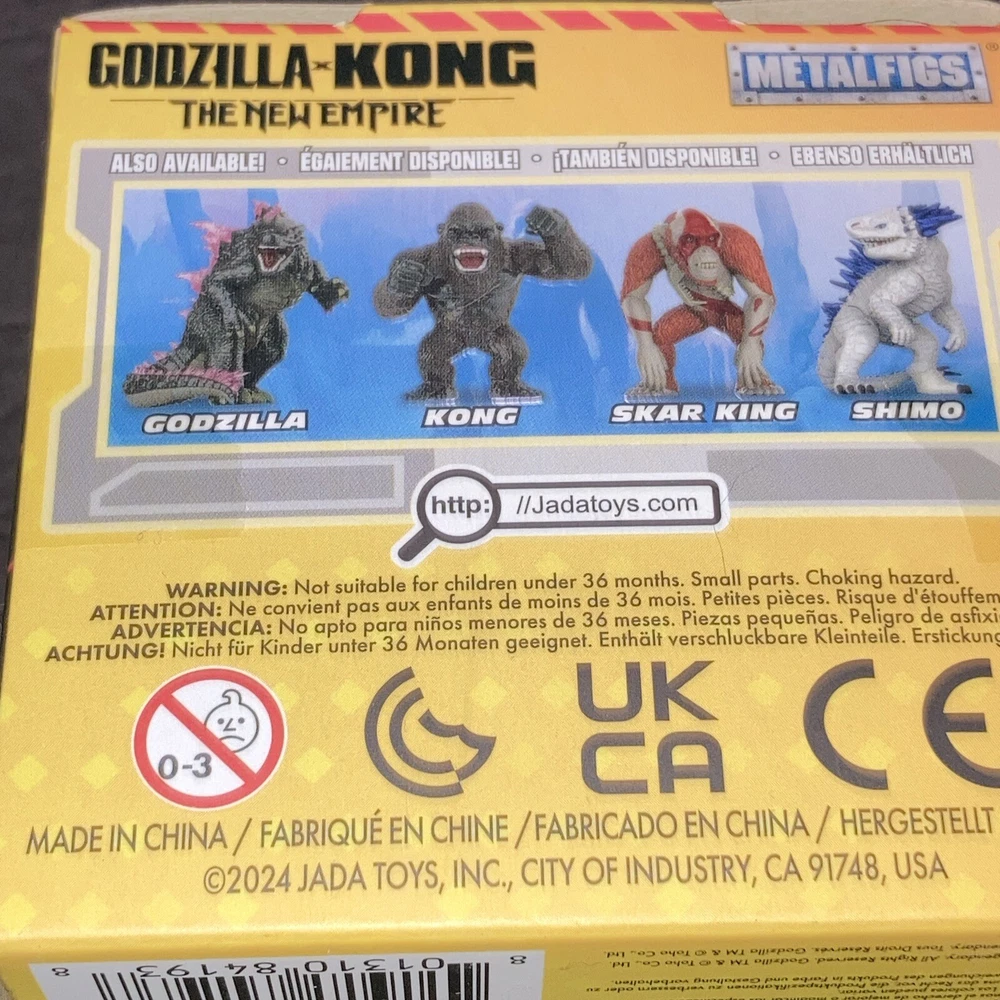 GODZILLA x KONG
THE NEW EMPIRE
METALFIGS®
ALSO AVAILABLE! • ÉGAIEMENT DISPONIBLE! • ¡TAMBIÉN DISPONIBLE! • EBENSO ERHÄLTLICH
GODZILLA KONG SKAR KING SHIMO
http: //Jadatoys.com
WARNING: Not suitable for children under 36 months. Small parts. Choking hazard.
ATTENTION: Ne convient pas aux enfants de moins de 36 mois. Petites pièces. Risque d'étouffem
ADVERTENCIA: No apto para niños menores de 36 meses. Piezas pequeñas. Peligro de asfixi
ACHTUNG! Nicht für Kinder unter 36 Monaten geeignet. Enthält verschluckbare Kleinteile. Erstickung
0-3
UK
CA
CE
MADE IN CHINA / FABRIQUÉ EN CHINE / FABRICADO EN CHINA / HERGESTELLT
©2024 JADA TOYS, INC., CITY OF INDUSTRY, CA 91748, USA
8 01310 84193 8